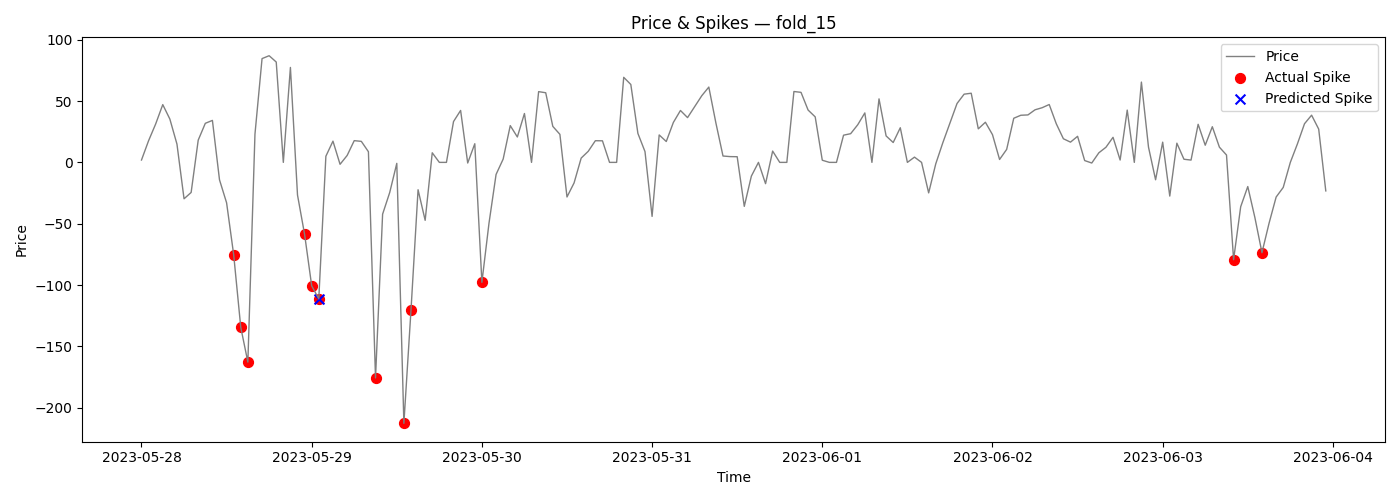 Price & Spikes — fold_15
Price
Actual Spike
Predicted Spike
100
50
0
−50
−100
−150
−200
Price
2023-05-28
2023-05-29
2023-05-30
2023-05-31
2023-06-01
2023-06-02
2023-06-03
2023-06-04
Time